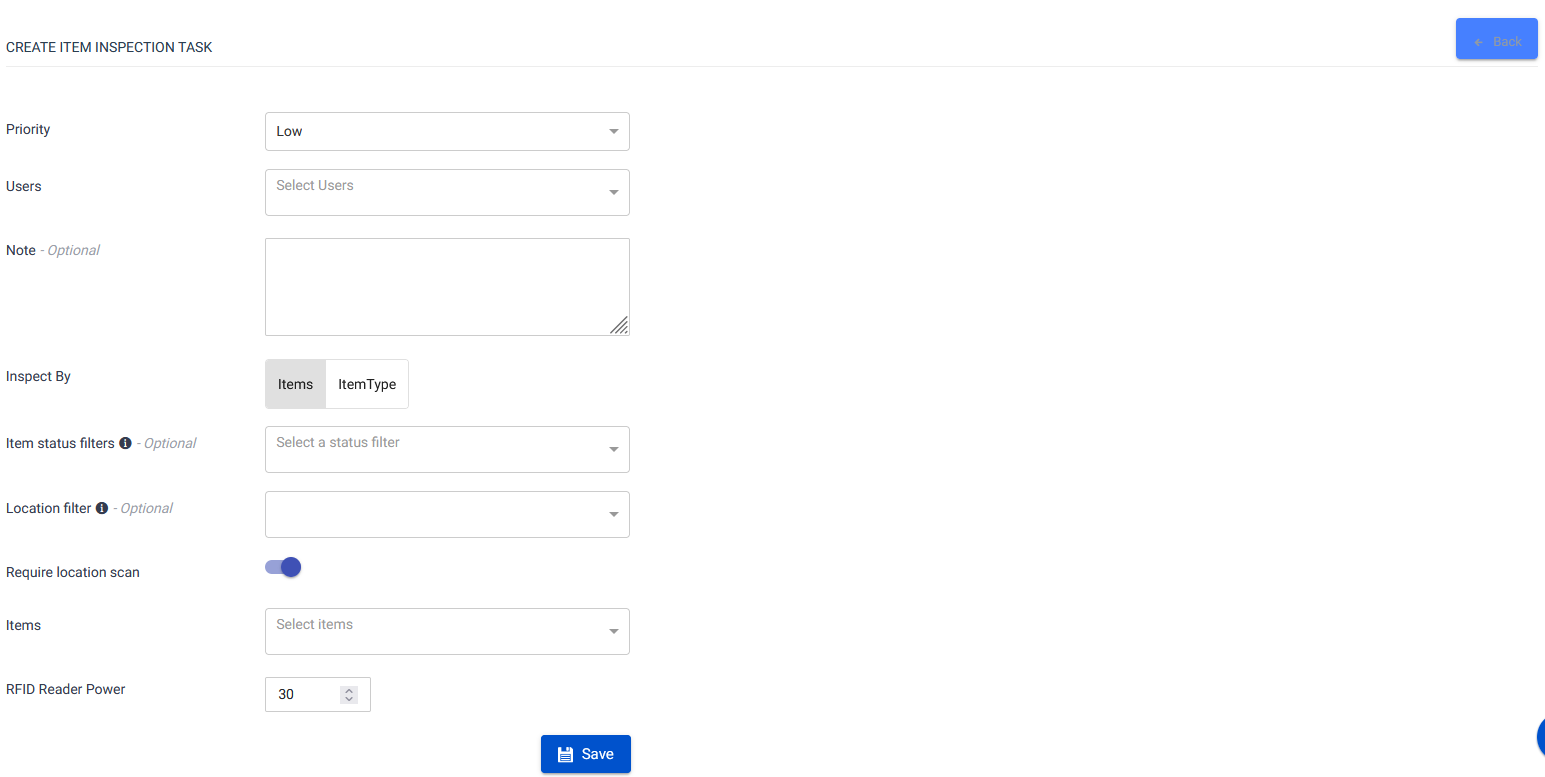 CREATE ITEM INSPECTION TASK
Back
Priority
Low
Users
Select Users
Note - Optional
Inspect By
Items
ItemType
Item status filters - Optional
Select a status filter
Location filter - Optional
Require location scan
Items
Select items
RFID Reader Power
30
Save